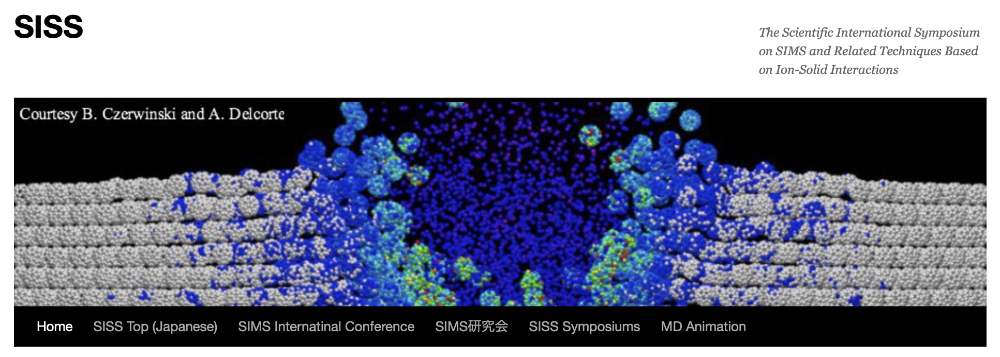 SISS
The Scientific International Symposium
on SIMS and Related Techniques Based
on Ion-Solid Interactions
Courtesy B. Czerwinski and A. Delcorte
Home SISS Top (Japanese) SIMS Internatinal Conference SIMS研究会 SISS Symposiums MD Animation